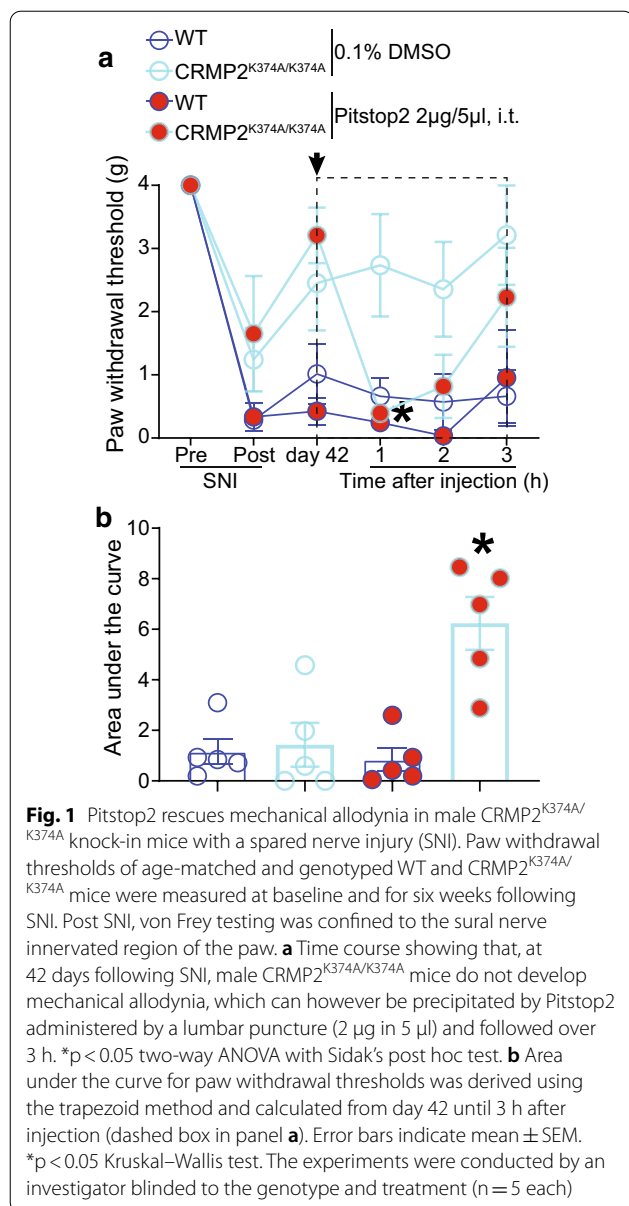 a
WT
CRMP2K374A/K374A
0.1% DMSO
WT
CRMP2K374A/K374A
Pitstop2 2µg/5µl, i.t.
Paw withdrawal threshold (g)
4
3
2
1
0
Pre Post day 42 1 2 3
SNI Time after injection (h)
b
Area under the curve
10
8
6
4
2
0
*
*
Fig. 1 Pitstop2 rescues mechanical allodynia in male CRMP2K374A/
K374A knock-in mice with a spared nerve injury (SNI). Paw withdrawal
thresholds of age-matched and genotyped WT and CRMP2K374A/
K374A mice were measured at baseline and for six weeks following
SNI. Post SNI, von Frey testing was confined to the sural nerve
innervated region of the paw. a Time course showing that, at
42 days following SNI, male CRMP2K374A/K374A mice do not develop
mechanical allodynia, which can however be precipitated by Pitstop2
administered by a lumbar puncture (2 µg in 5 µl) and followed over
3 h. *p < 0.05 two-way ANOVA with Sidak's post hoc test. b Area
under the curve for paw withdrawal thresholds was derived using
the trapezoid method and calculated from day 42 until 3 h after
injection (dashed box in panel a). Error bars indicate mean ± SEM.
*p < 0.05 Kruskal–Wallis test. The experiments were conducted by an
investigator blinded to the genotype and treatment (n = 5 each)